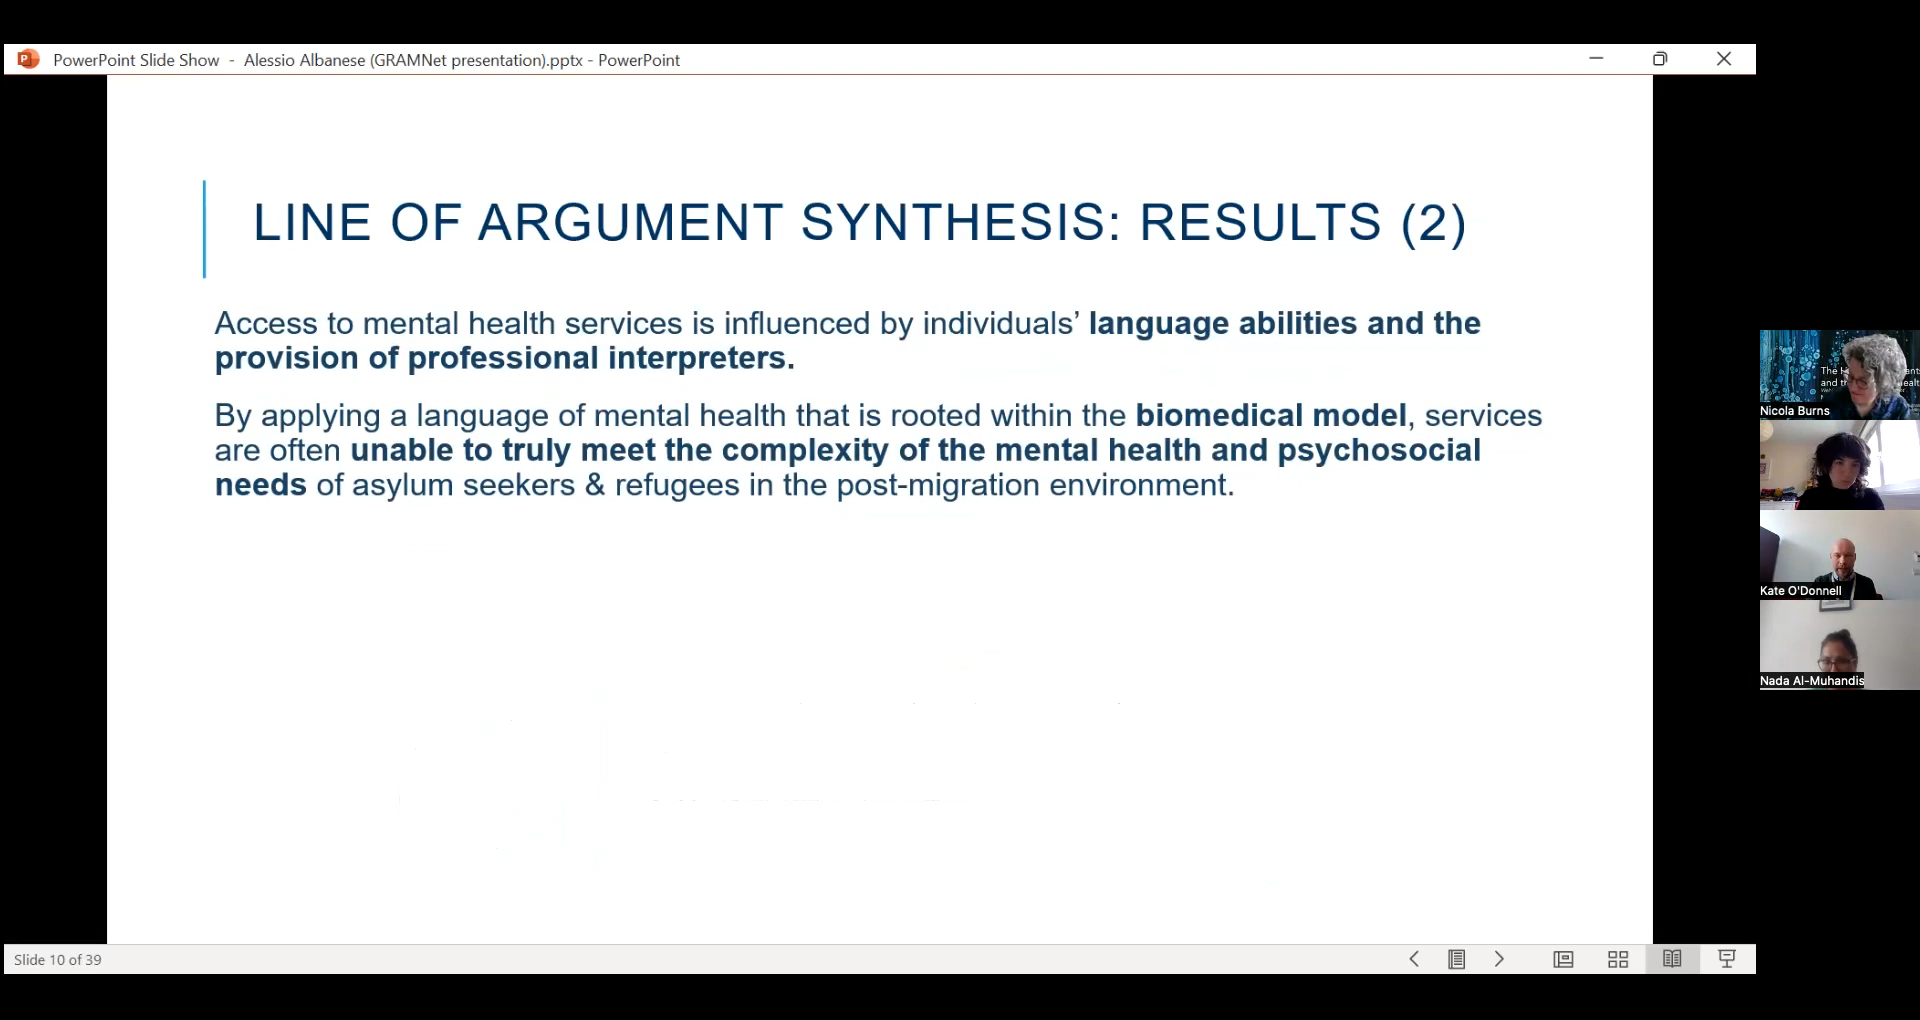 PowerPoint Slide Show - Alessio Albanese (GRAMNet presentation).pptx - PowerPoint
LINE OF ARGUMENT SYNTHESIS: RESULTS (2)
Access to mental health services is influenced by individuals’ language abilities and the
provision of professional interpreters.
By applying a language of mental health that is rooted within the biomedical model, services
are often unable to truly meet the complexity of the mental health and psychosocial
needs of asylum seekers & refugees in the post-migration environment.
The
and
Nicola Burns
Kate O'Donnell
Nada Al-Muhandis
Slide 10 of 39